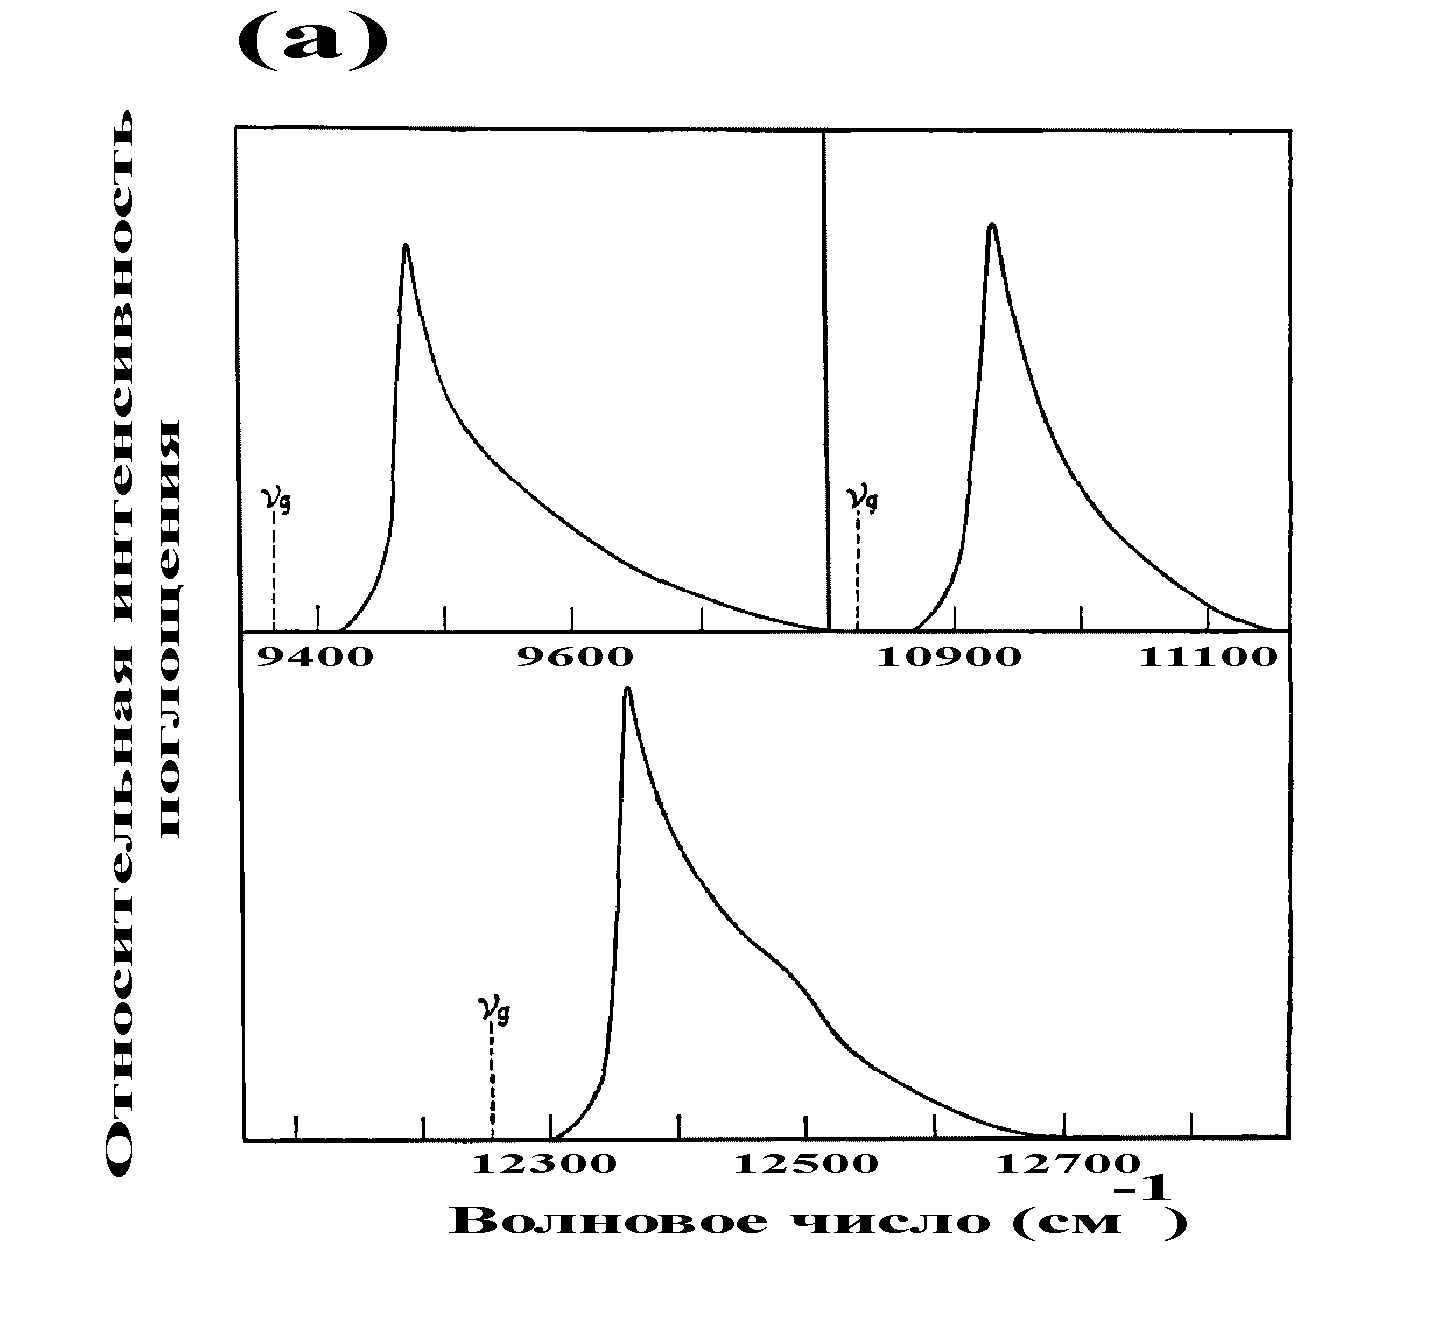 (а)
Относительная интенсивность
поглощения
νg
νg
9400 9600 10900 11100
νg
12300 12500 12700
Волновое число (см⁻¹)